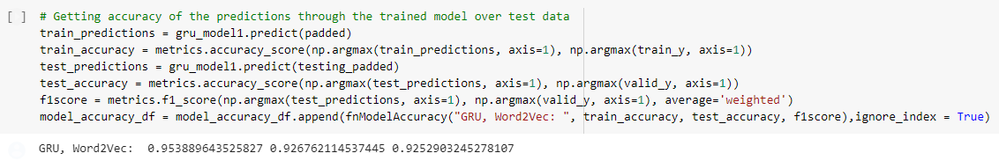 [ ] # Getting accuracy of the predictions through the trained model over test data
train_predictions = gru_model1.predict(padded)
train_accuracy = metrics.accuracy_score(np.argmax(train_predictions, axis=1), np.argmax(train_y, axis=1))
test_predictions = gru_model1.predict(testing_padded)
test_accuracy = metrics.accuracy_score(np.argmax(test_predictions, axis=1), np.argmax(valid_y, axis=1))
f1score = metrics.f1_score(np.argmax(test_predictions, axis=1), np.argmax(valid_y, axis=1), average='weighted')
model_accuracy_df = model_accuracy_df.append(fnModelAccuracy("GRU, Word2Vec: ", train_accuracy, test_accuracy, f1score),ignore_index = True)
GRU, Word2Vec:  0.953889643525827 0.926762114537445 0.9252903245278107